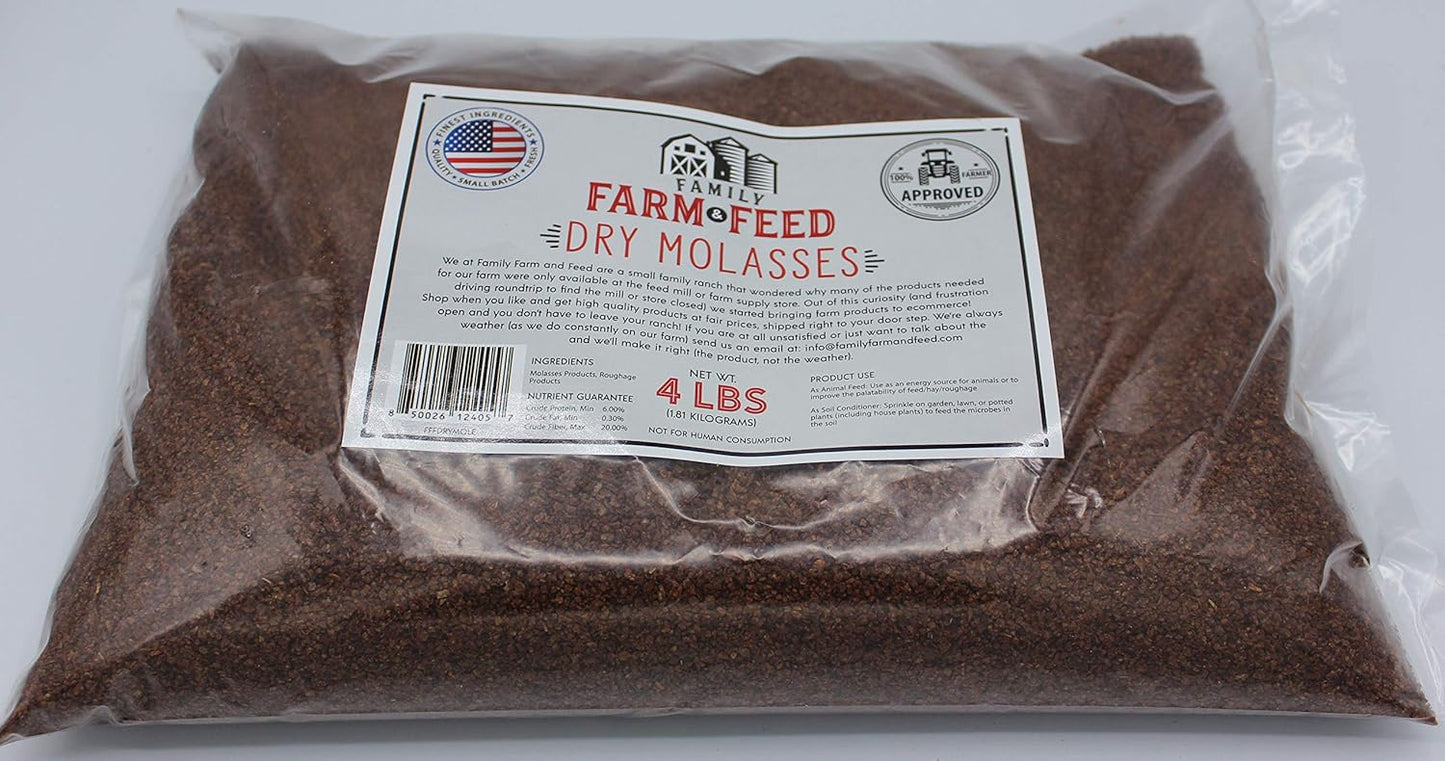 FINEST INGREDIENTS
QUALITY ★ SMALL BATCH ★ FRESH
FAMILY
FARM & FEED
DRY MOLASSES
100% FARMER
APPROVED
We at Family Farm and Feed are a small family ranch that wondered why many of the products needed
for our farm were only available at the feed mill or farm supply store. Out of this curiosity (and frustration
driving roundtrip to find the mill or store closed) we started bringing farm products to ecommerce!
Shop when you like and get high quality products at fair prices, shipped right to your door step. We're always
open and you don't have to leave your ranch! If you are at all unsatisfied or just want to talk about the
weather (as we do constantly on our farm) send us an email at: info@familyfarmandfeed.com
and we'll make it right (the product, not the weather).
8 50026 12405 7
FFFDRYMOLE
INGREDIENTS
Molasses Products, Roughage
Products
NUTRIENT GUARANTEE
Crude Protein, Min 6.00%
Crude Fat, Min 0.30%
Crude Fiber, Max 20.00%
NET WT.
4 LBS
(1.81 KILOGRAMS)
NOT FOR HUMAN CONSUMPTION
PRODUCT USE
As Animal Feed: Use as an energy source for animals or to
improve the palatability of feed/hay/roughage
As Soil Conditioner: Sprinkle on garden, lawn, or potted
plants (including house plants) to feed the microbes in
the soil